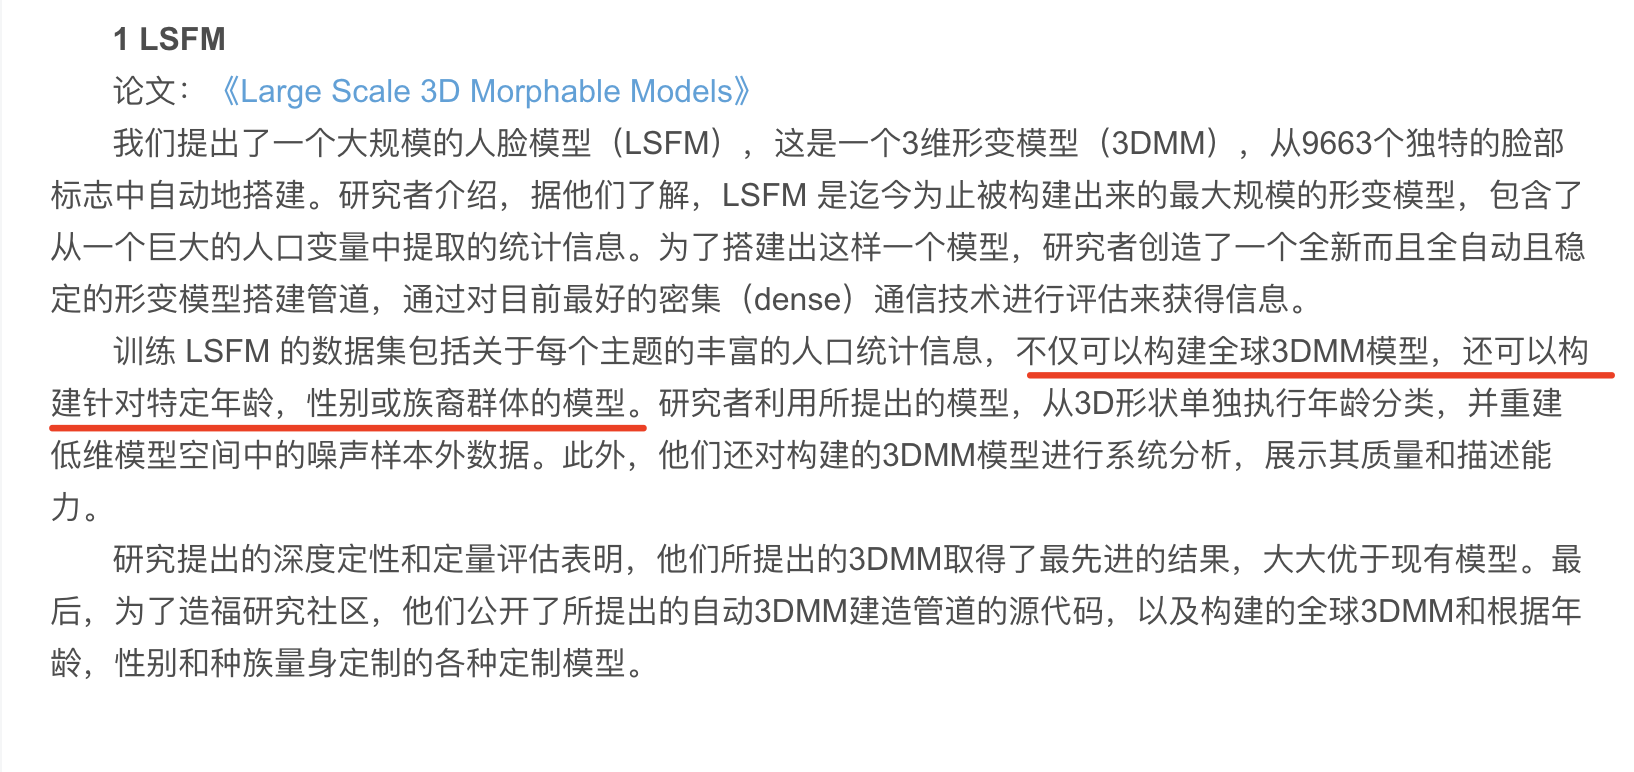 1 LSFM
论文：《Large Scale 3D Morphable Models》
我们提出了一个大规模的人脸模型（LSFM），这是一个3维形变模型（3DMM），从9663个独特的脸部
标志中自动地搭建。研究者介绍，据他们了解，LSFM 是迄今为止被构建出来的最大规模的形变模型，包含了
从一个巨大的人口变量中提取的统计信息。为了搭建出这样一个模型，研究者创造了一个全新而且全自动且稳
定的形变模型搭建管道，通过对目前最好的密集（dense）通信技术进行评估来获得信息。
训练 LSFM 的数据集包括关于每个主题的丰富的人口统计信息，不仅可以构建全球3DMM模型，还可以构
建针对特定年龄，性别或族裔群体的模型。研究者利用所提出的模型，从3D形状单独执行年龄分类，并重建
低维模型空间中的噪声样本外数据。此外，他们还对构建的3DMM模型进行系统分析，展示其质量和描述能
力。
研究提出的深度定性和定量评估表明，他们所提出的3DMM取得了最先进的结果，大大优于现有模型。最
后，为了造福研究社区，他们公开了所提出的自动3DMM建造管道的源代码，以及构建的全球3DMM和根据年
龄，性别和种族量身定制的各种定制模型。